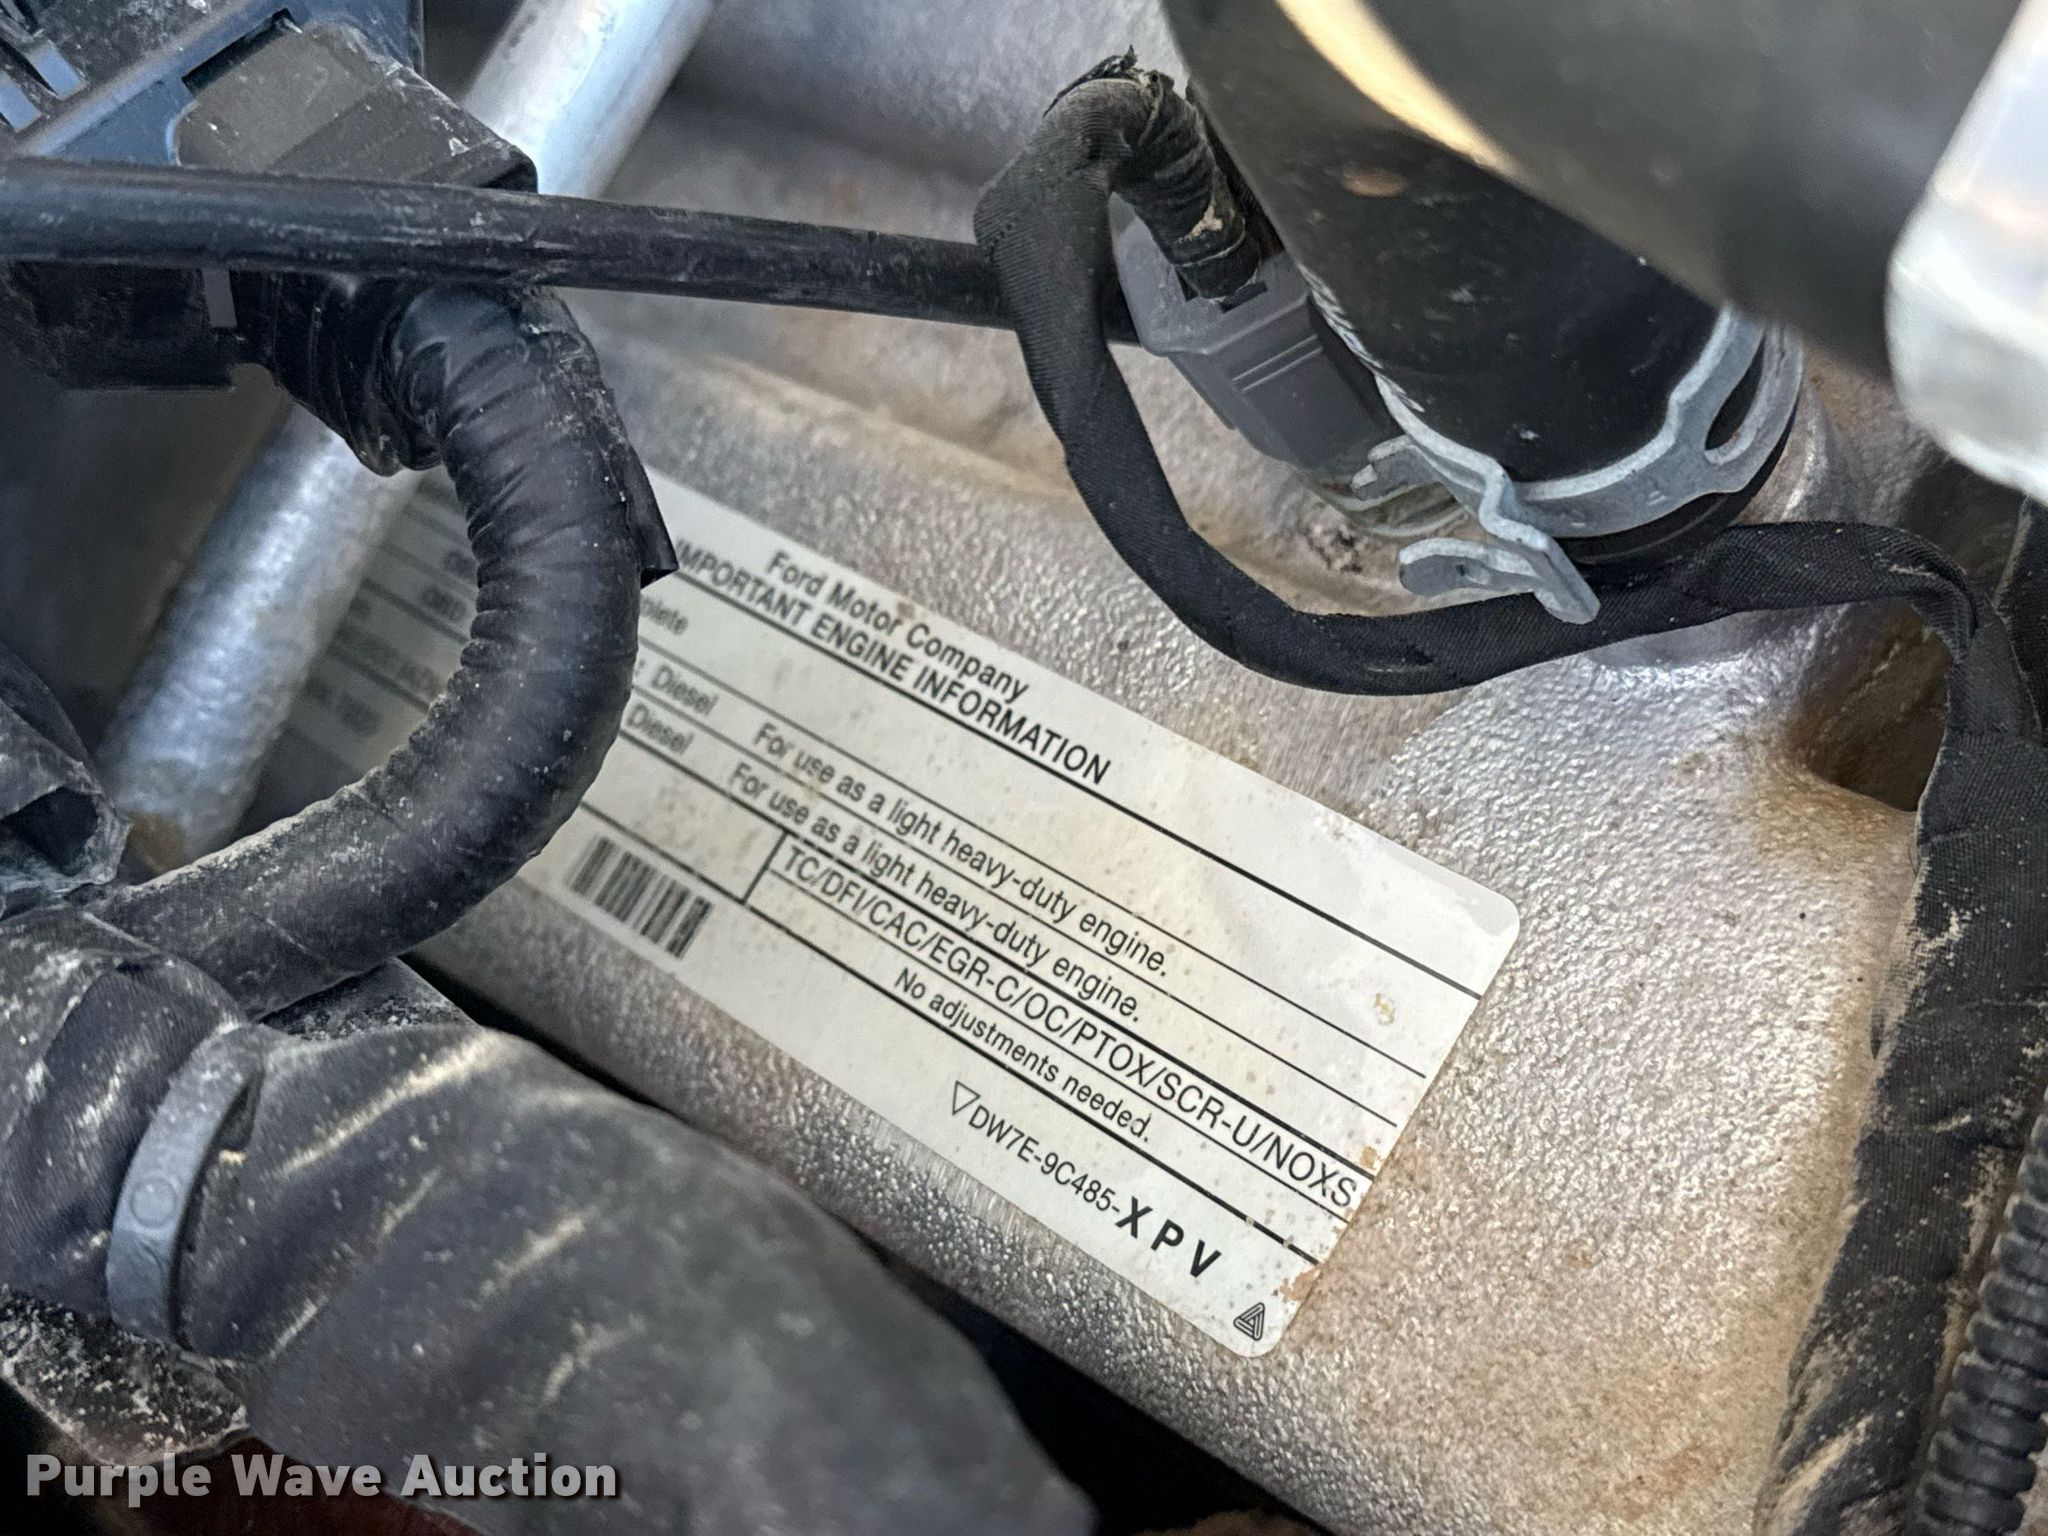 Ford Motor Company
IMPORTANT ENGINE INFORMATION
Diesel For use as a light heavy-duty engine.
Diesel For use as a light heavy-duty engine.
TC/DFI/CAC/EGR-C/OC/PTOX/SCR-U/NOXS
No adjustments needed.
DW7E-9C485-XPV
Purple Wave Auction